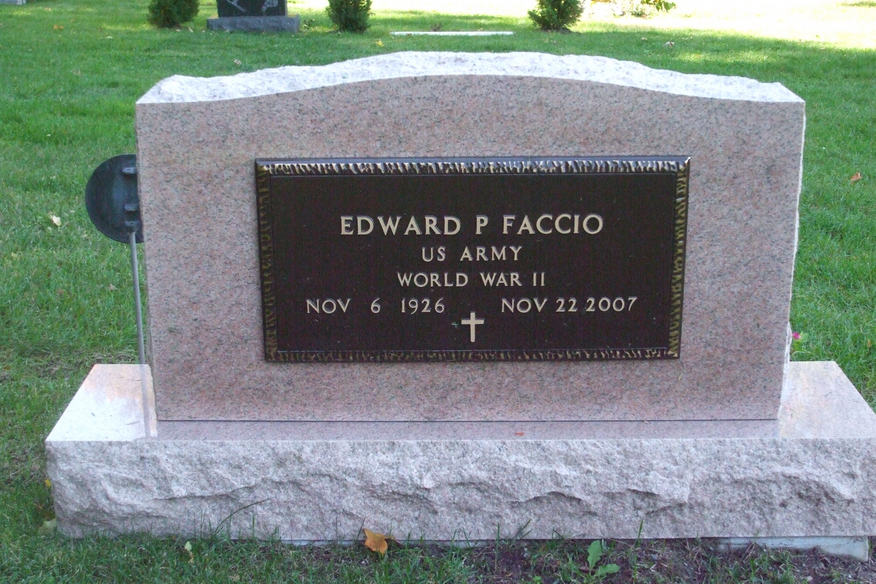 EDWARD P FACCIO
US ARMY
WORLD WAR II
NOV 6 1926 NOV 22 2007